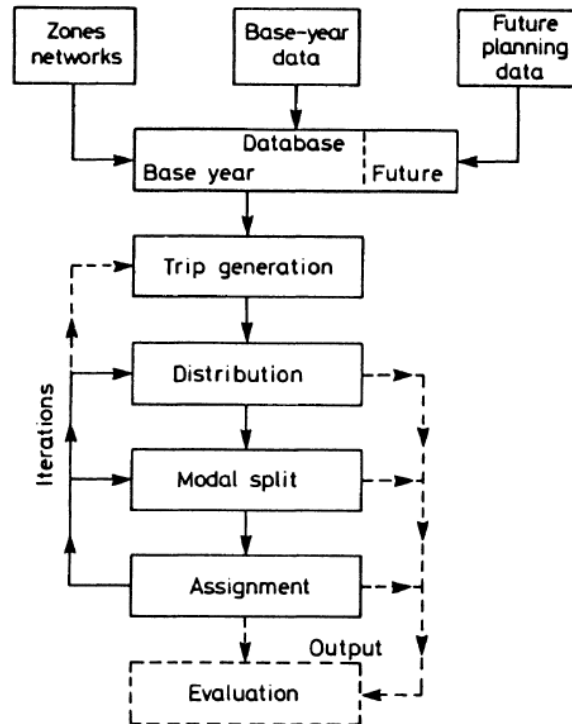 Zones
networks
Base-year
data
Future
planning
data
Database
Base year
Future
Trip generation
Distribution
Iterations
Modal split
Assignment
Output
Evaluation